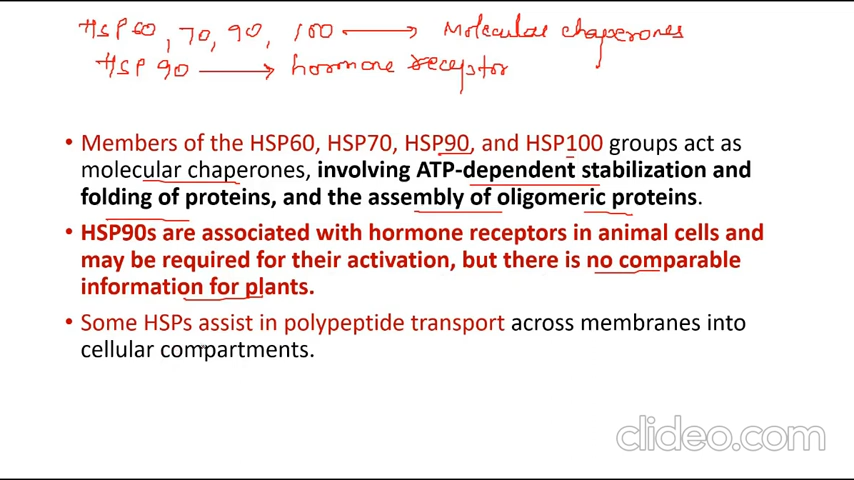 HSP 60, 70, 90, 100 → Molecular chaperones
HSP 90 → hormone receptor
• Members of the HSP60, HSP70, HSP90, and HSP100 groups act as
molecular chaperones, involving ATP-dependent stabilization and
folding of proteins, and the assembly of oligomeric proteins.
• HSP90s are associated with hormone receptors in animal cells and
may be required for their activation, but there is no comparable
information for plants.
• Some HSPs assist in polypeptide transport across membranes into
cellular compartments.
clideo.com